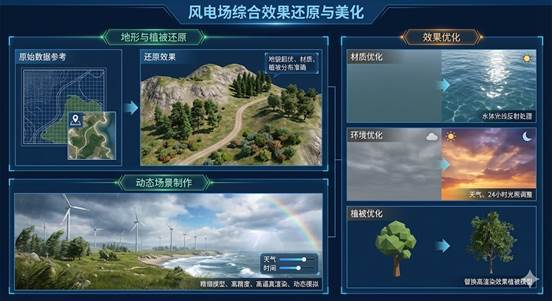 风电场综合效果还原与美化
地形与植被还原
原始数据参考
还原效果
地貌起伏、材质、
植被分布准确
动态场景制作
天气
时间
精细模型、高精度、高逼真渲染、动态模拟
效果优化
材质优化
水体光线反射处理
环境优化
天气、24小时光照调整
植被优化
替换高渲染效果植被模型